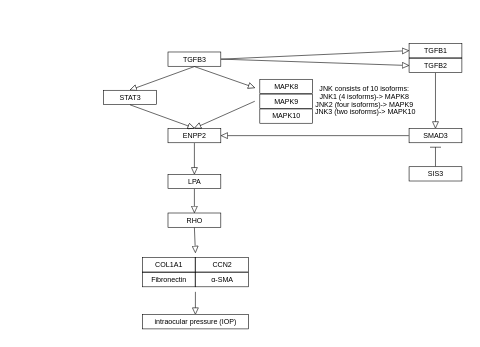 TGFB3
TGFB1
TGFB2
STAT3
MAPK8
MAPK9
MAPK10
JNK consists of 10 isoforms:
JNK1 (4 isoforms)-> MAPK8
JNK2 (four isoforms)-> MAPK9
JNK3 (two isoforms)-> MAPK10
ENPP2
SMAD3
LPA
SIS3
RHO
COL1A1
CCN2
Fibronectin
α-SMA
intraocular pressure (IOP)